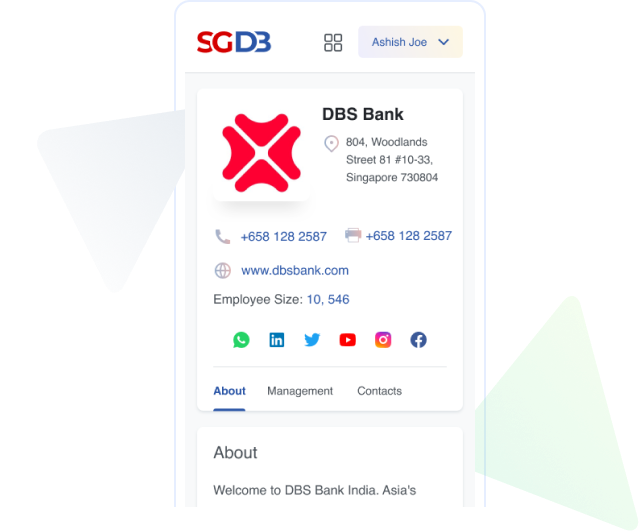 SGDB
Ashish Joe
DBS Bank
804, Woodlands
Street 81 #10-33,
Singapore 730804
+658 128 2587
+658 128 2587
www.dbsbank.com
Employee Size: 10, 546
About
Management
Contacts
About
Welcome to DBS Bank India. Asia's